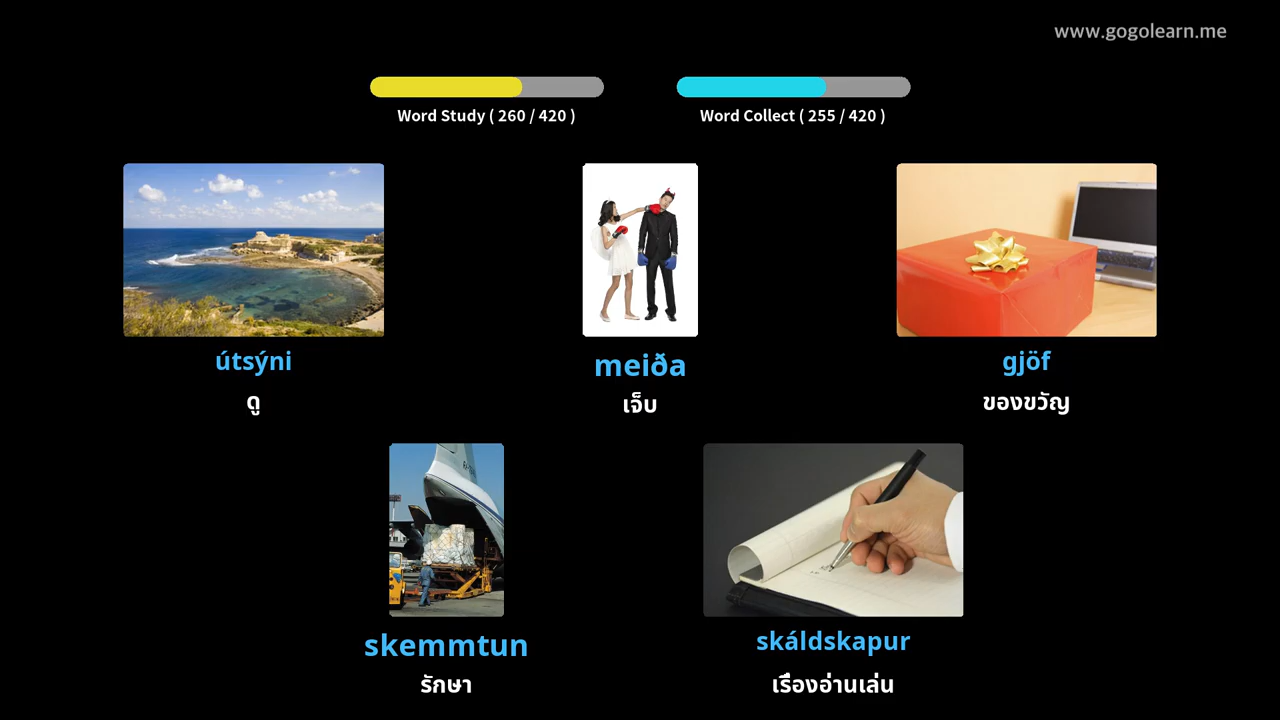 www.gogolearn.me
Word Study ( 260 / 420 )
Word Collect ( 255 / 420 )
útsýni
ดู
meiða
เจ็บ
gjöf
ของขวัญ
skemmtun
รักษา
skáldskapur
เรื่องอ่านเล่น